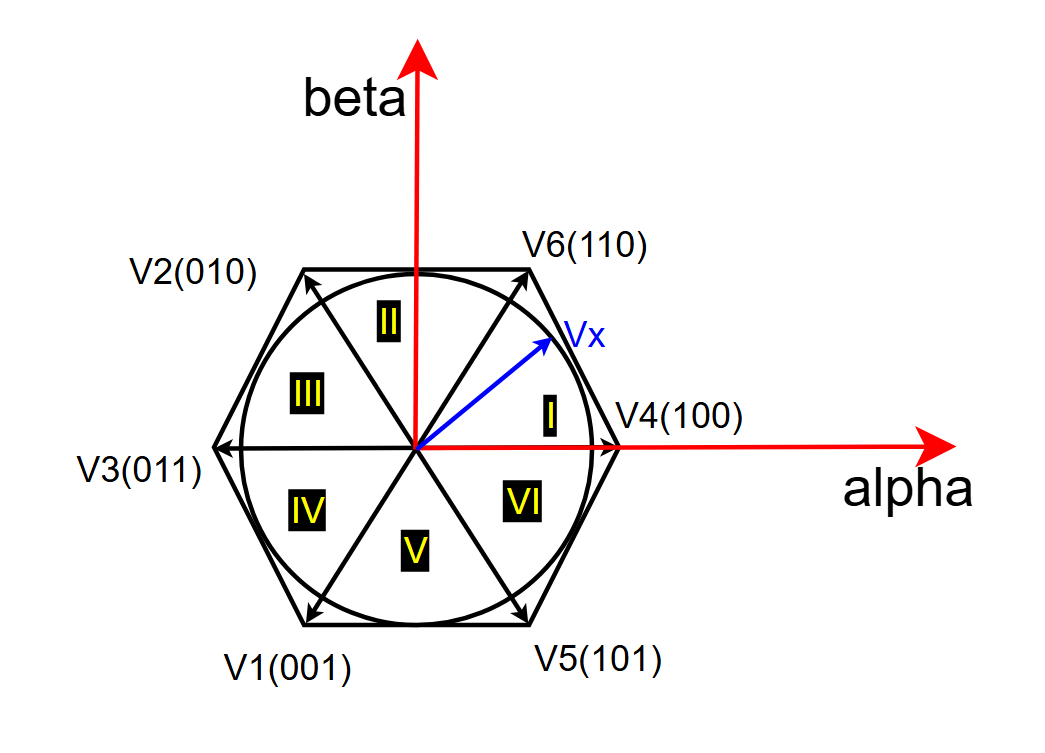 beta
V6(110)
V2(010)
II
Vx
III
I
V4(100)
V3(011)
alpha
IV
VI
V
V1(001)
V5(101)